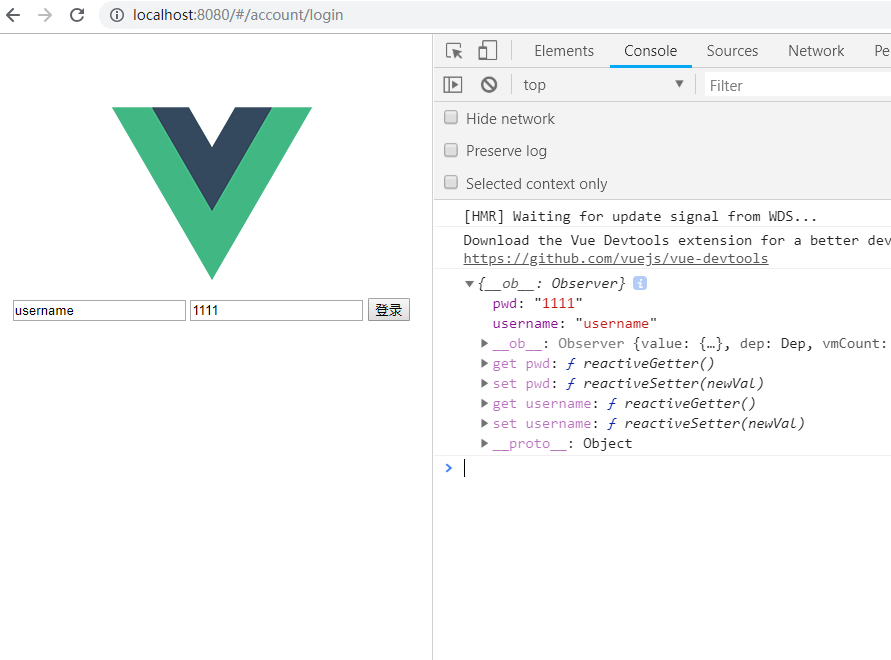 localhost:8080/#/account/login
username 1111 登录
Elements Console Sources Network Pe
top Filter
Hide network
Preserve log
Selected context only
[HMR] Waiting for update signal from WDS...
Download the Vue Devtools extension for a better dev
https://github.com/vuejs/vue-devtools
{__ob__: Observer}
pwd: "1111"
username: "username"
__ob__: Observer {value: {…}, dep: Dep, vmCount:
get pwd: ƒ reactiveGetter()
set pwd: ƒ reactiveSetter(newVal)
get username: ƒ reactiveGetter()
set username: ƒ reactiveSetter(newVal)
__proto__: Object